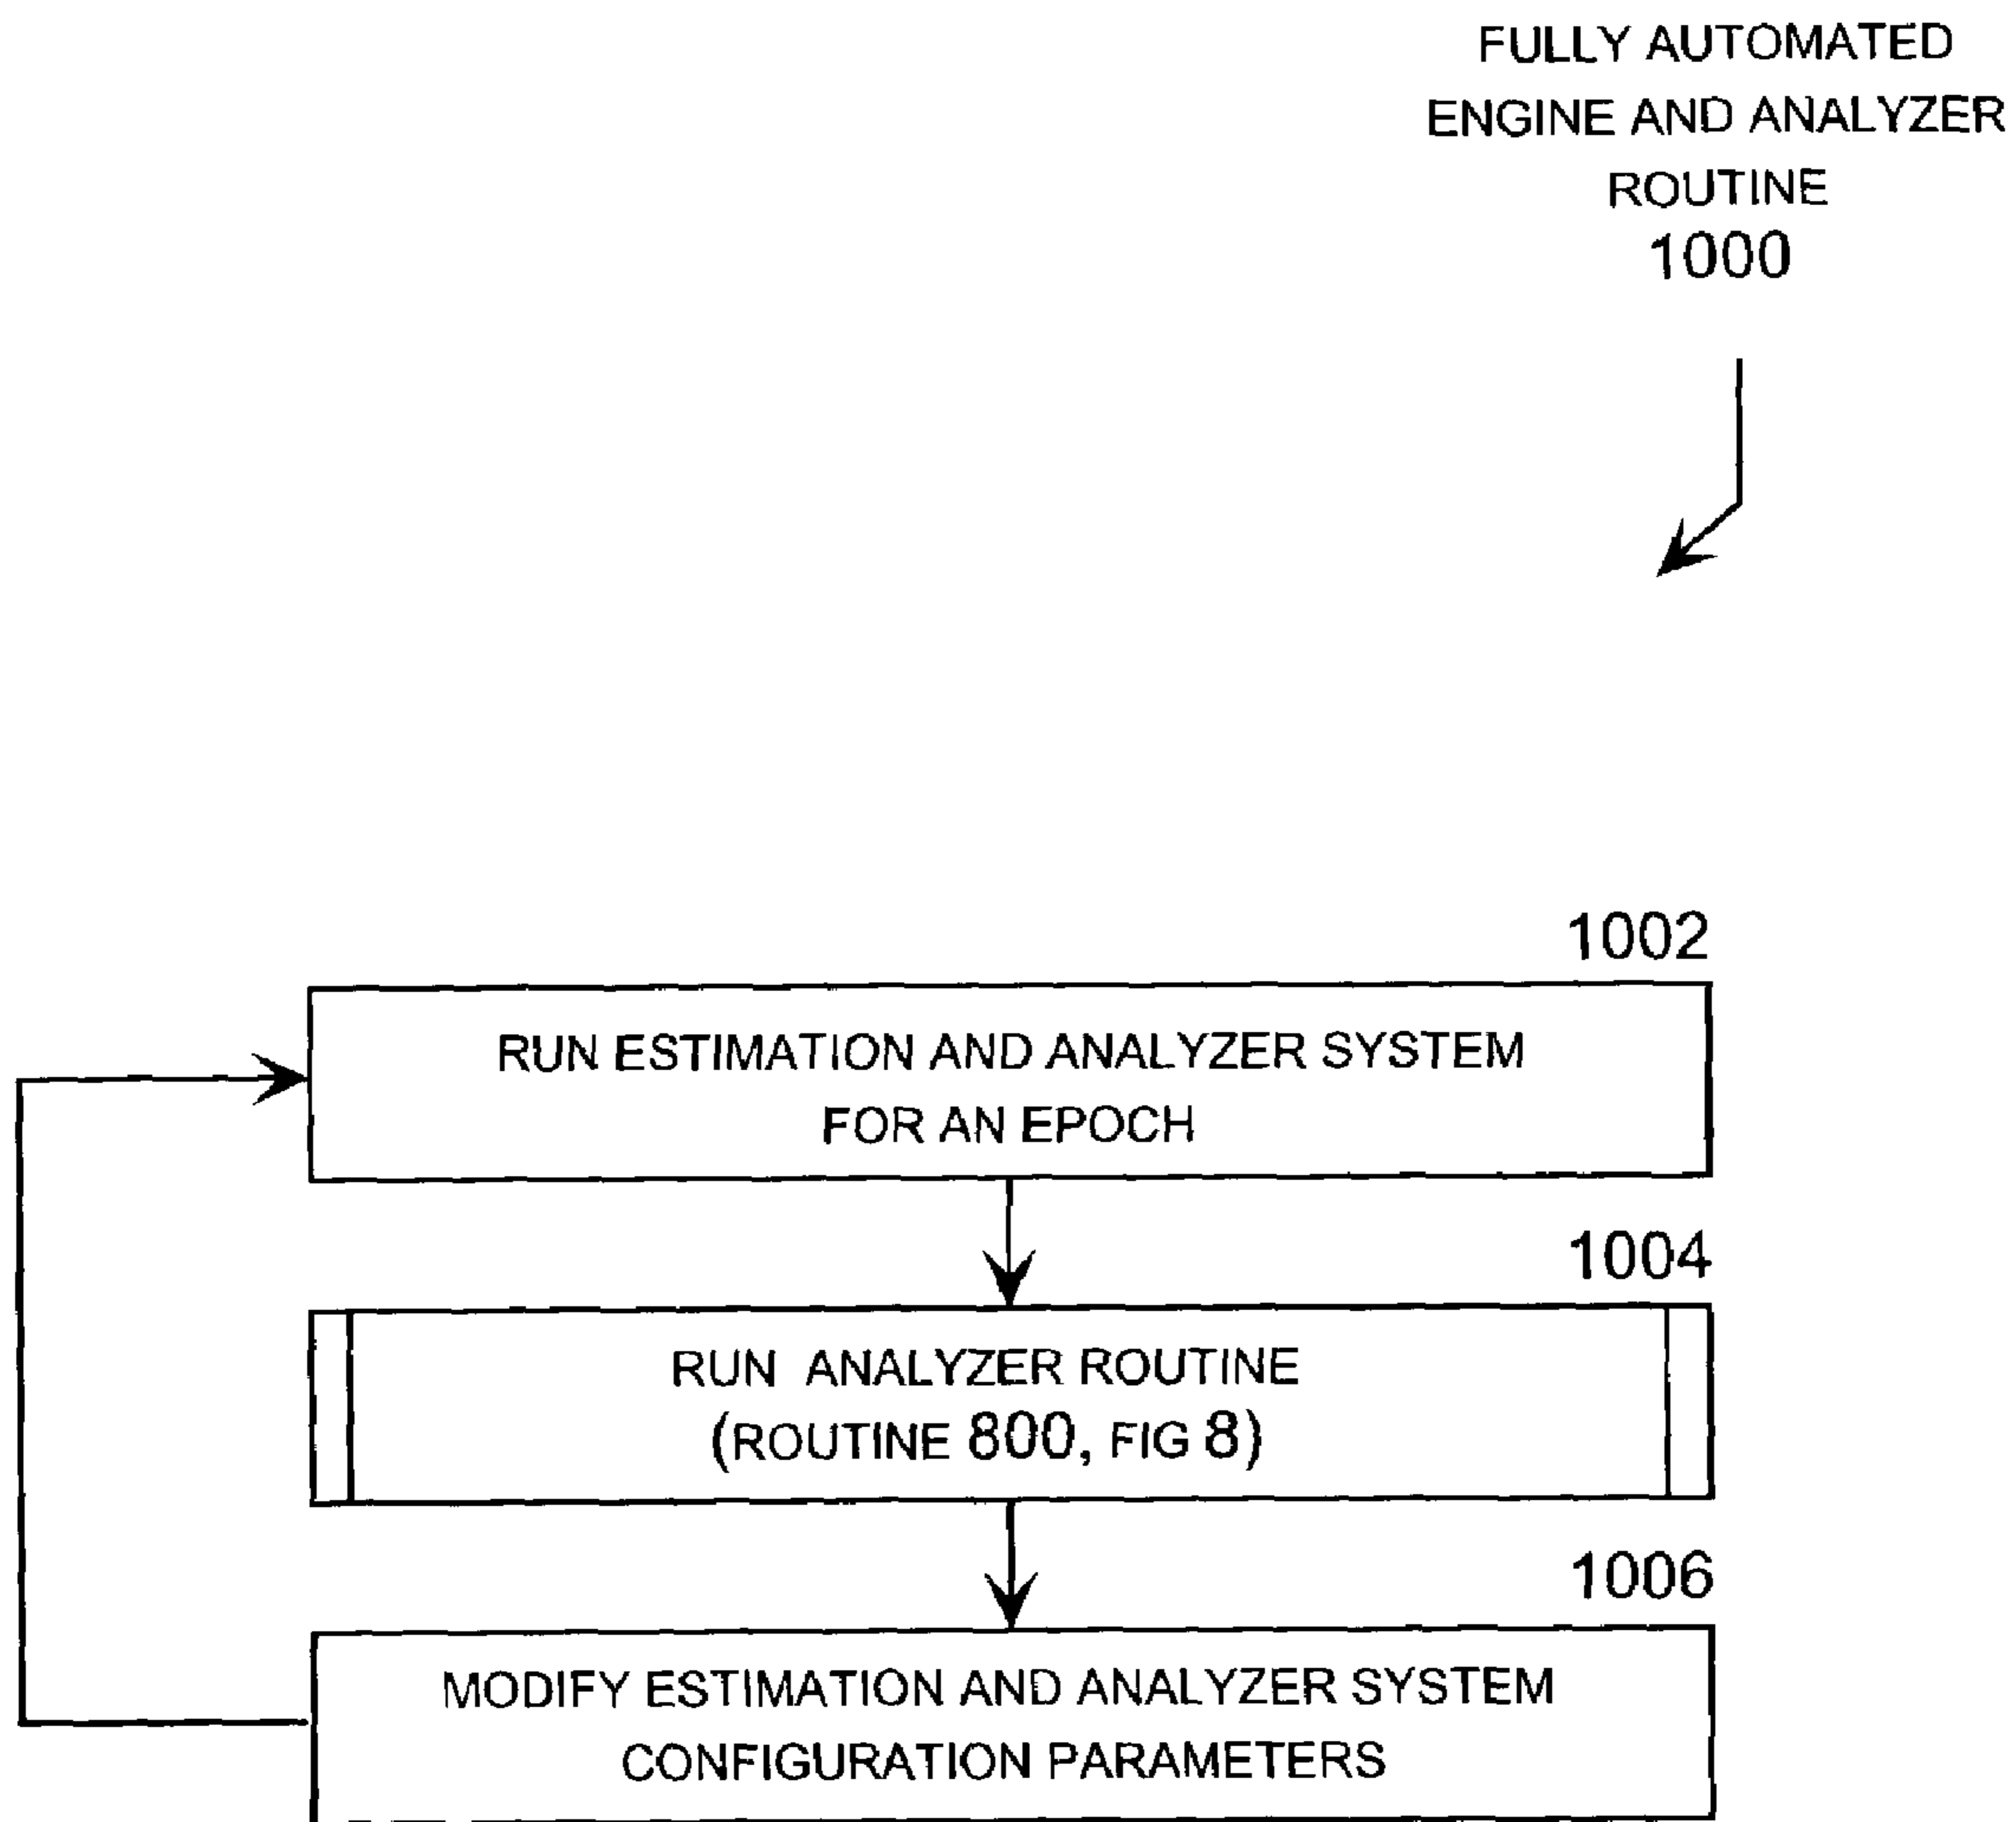 FULLY AUTOMATED
ENGINE AND ANALYZER
ROUTINE
1000
1002
RUN ESTIMATION AND ANALYZER SYSTEM
FOR AN EPOCH
1004
RUN ANALYZER ROUTINE
(ROUTINE 800, FIG 8)
1006
MODIFY ESTIMATION AND ANALYZER SYSTEM
CONFIGURATION PARAMETERS